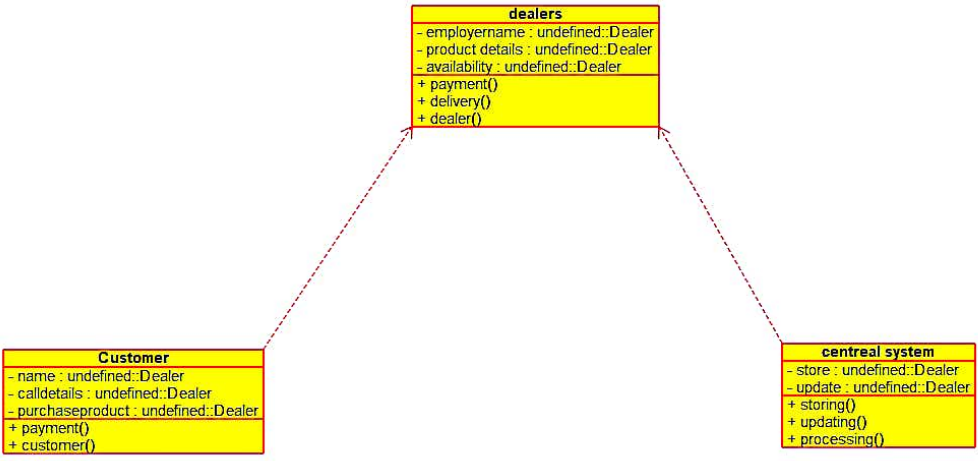 dealers
- employername : undefined::Dealer
- product details : undefined::Dealer
- availability : undefined::Dealer
+ payment()
+ delivery()
+ dealer()
Customer
- name : undefined::Dealer
- calldetails : undefined::Dealer
- purchaseproduct : undefined::Dealer
+ payment()
+ customer()
centreal system
- store : undefined::Dealer
- update : undefined::Dealer
+ storing()
+ updating()
+ processing()